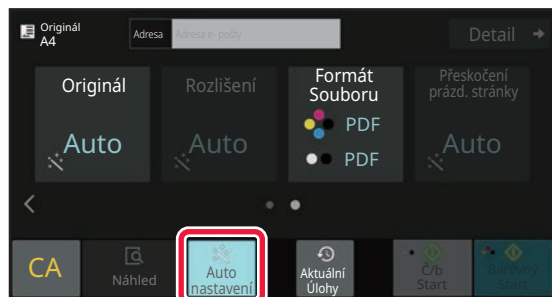 Originál
A4
Adresa
Adresa e- pošty
Detail
Originál
Auto
Rozlišení
Auto
Formát
Souboru
PDF
PDF
Přeskočení
prázd. stránky
Auto
CA
Náhled
Auto
nastavení
Aktuální
Úlohy
Č/b
Start
Barevný
Start